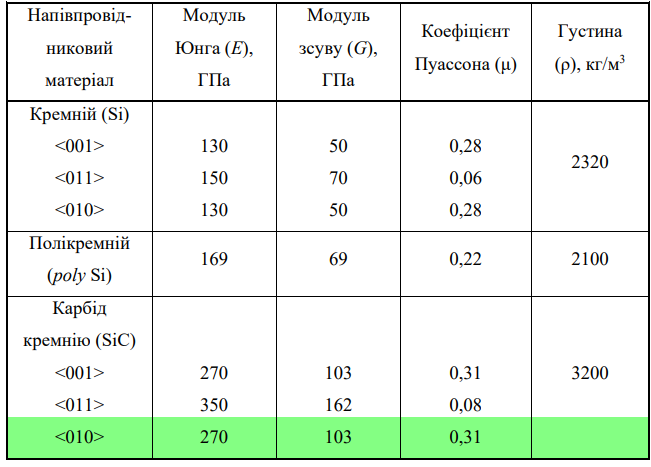 Напівпровід-
никовий
матеріал
Модуль
Юнга (E),
ГПа
Модуль
зсуву (G),
ГПа
Коефіцієнт
Пуассона (μ)
Густина
(ρ), кг/м³
Кремній (Si)
<001> 130 50 0,28
<011> 150 70 0,06
<010> 130 50 0,28
2320
Полікремній
(poly Si)
169 69 0,22 2100
Карбід
кремнію (SiC)
<001> 270 103 0,31 3200
<011> 350 162 0,08
<010> 270 103 0,31